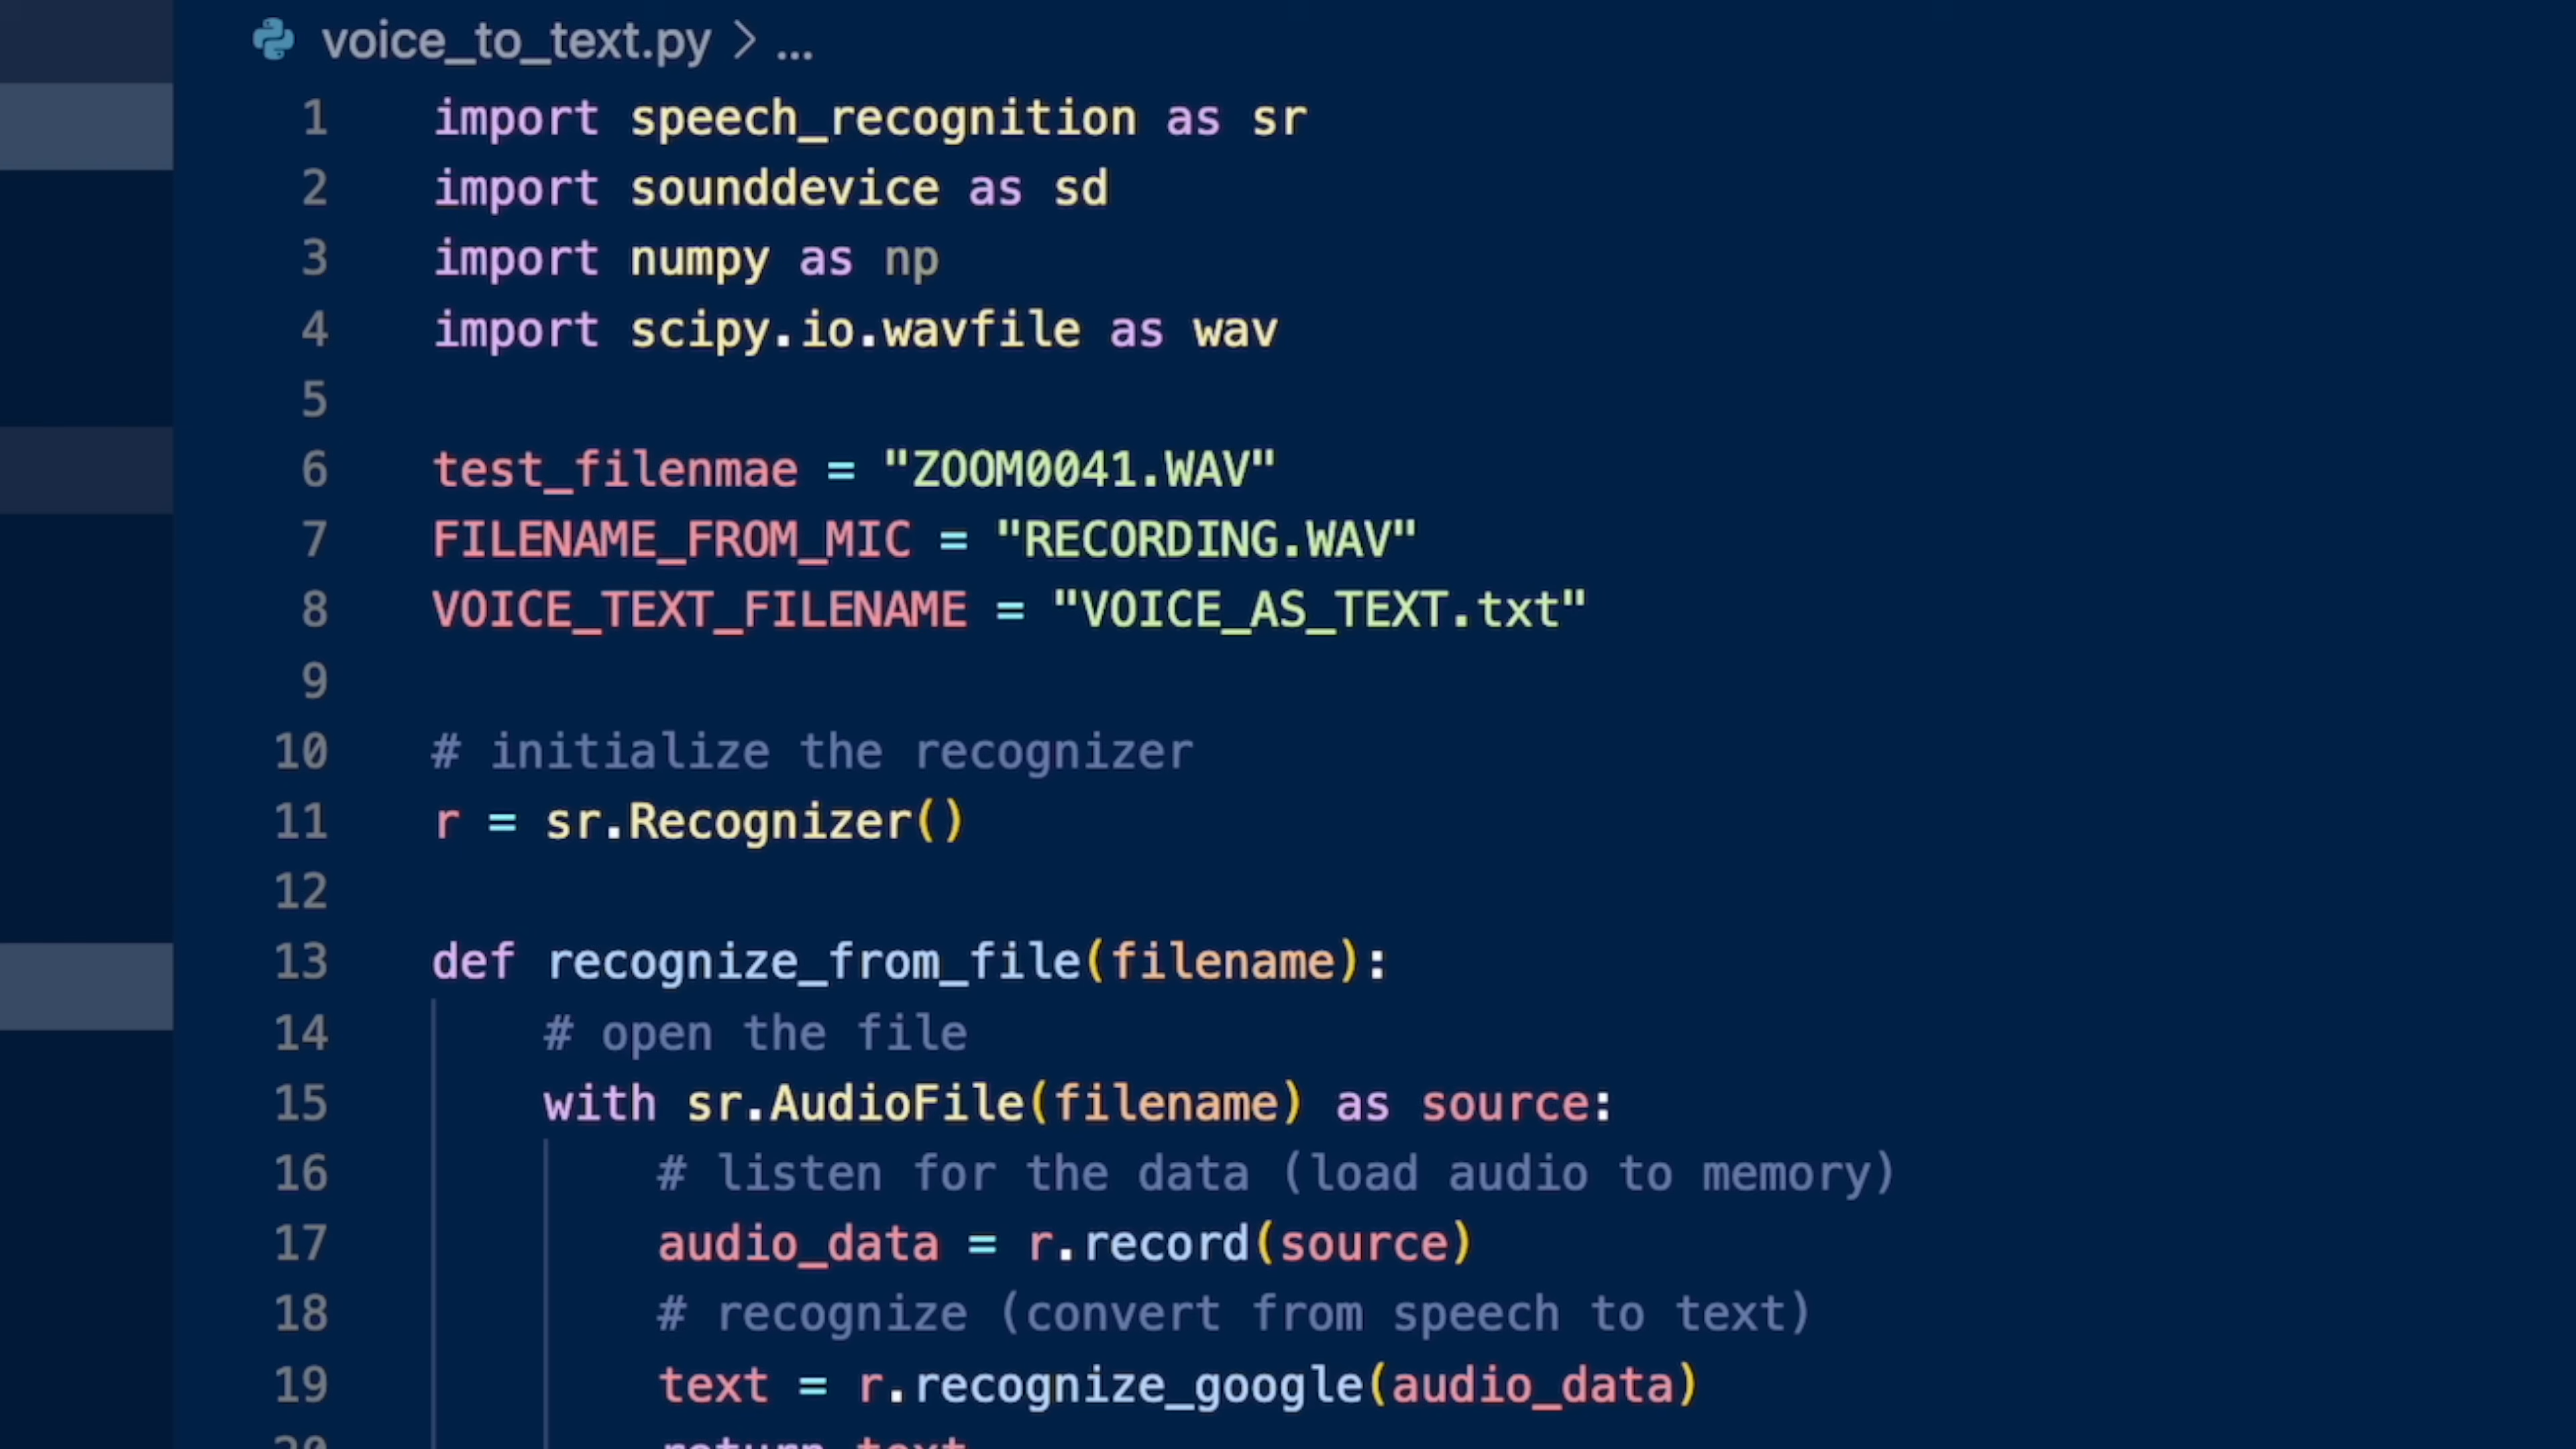 voice_to_text.py > ...
1 import speech_recognition as sr
2 import sounddevice as sd
3 import numpy as np
4 import scipy.io.wavfile as wav
5
6 test_filenmae = "ZOOM0041.WAV"
7 FILENAME_FROM_MIC = "RECORDING.WAV"
8 VOICE_TEXT_FILENAME = "VOICE_AS_TEXT.txt"
9
10 # initialize the recognizer
11 r = sr.Recognizer()
12
13 def recognize_from_file(filename):
14     # open the file
15     with sr.AudioFile(filename) as source:
16         # listen for the data (load audio to memory)
17         audio_data = r.record(source)
18         # recognize (convert from speech to text)
19         text = r.recognize_google(audio_data)
20         return text